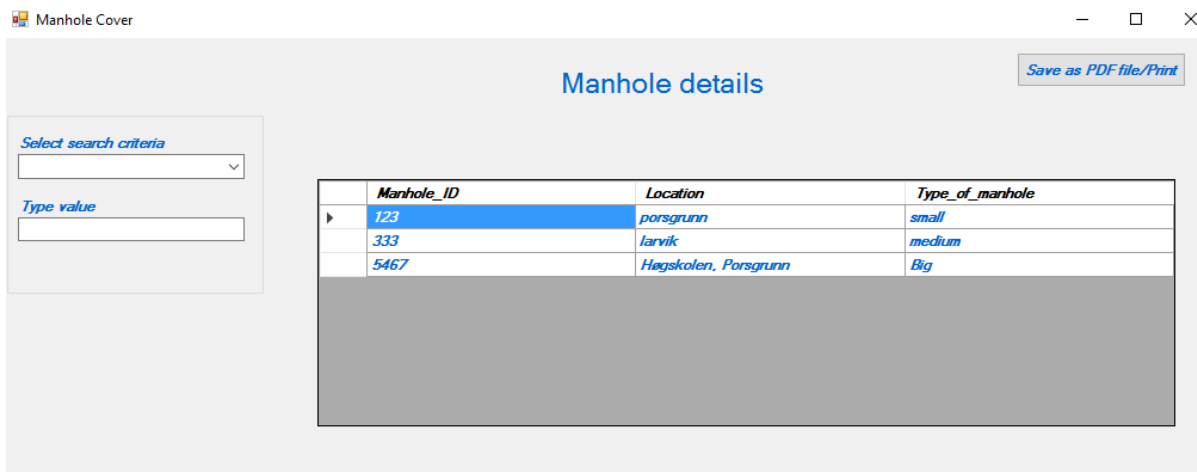 Manhole Cover
Manhole details
Save as PDF file/Print
Select search criteria
Type value
Manhole_ID Location Type_of_manhole
123 porsgrunn small
333 larvik medium
5467 Høgskolen, Porsgrunn Big